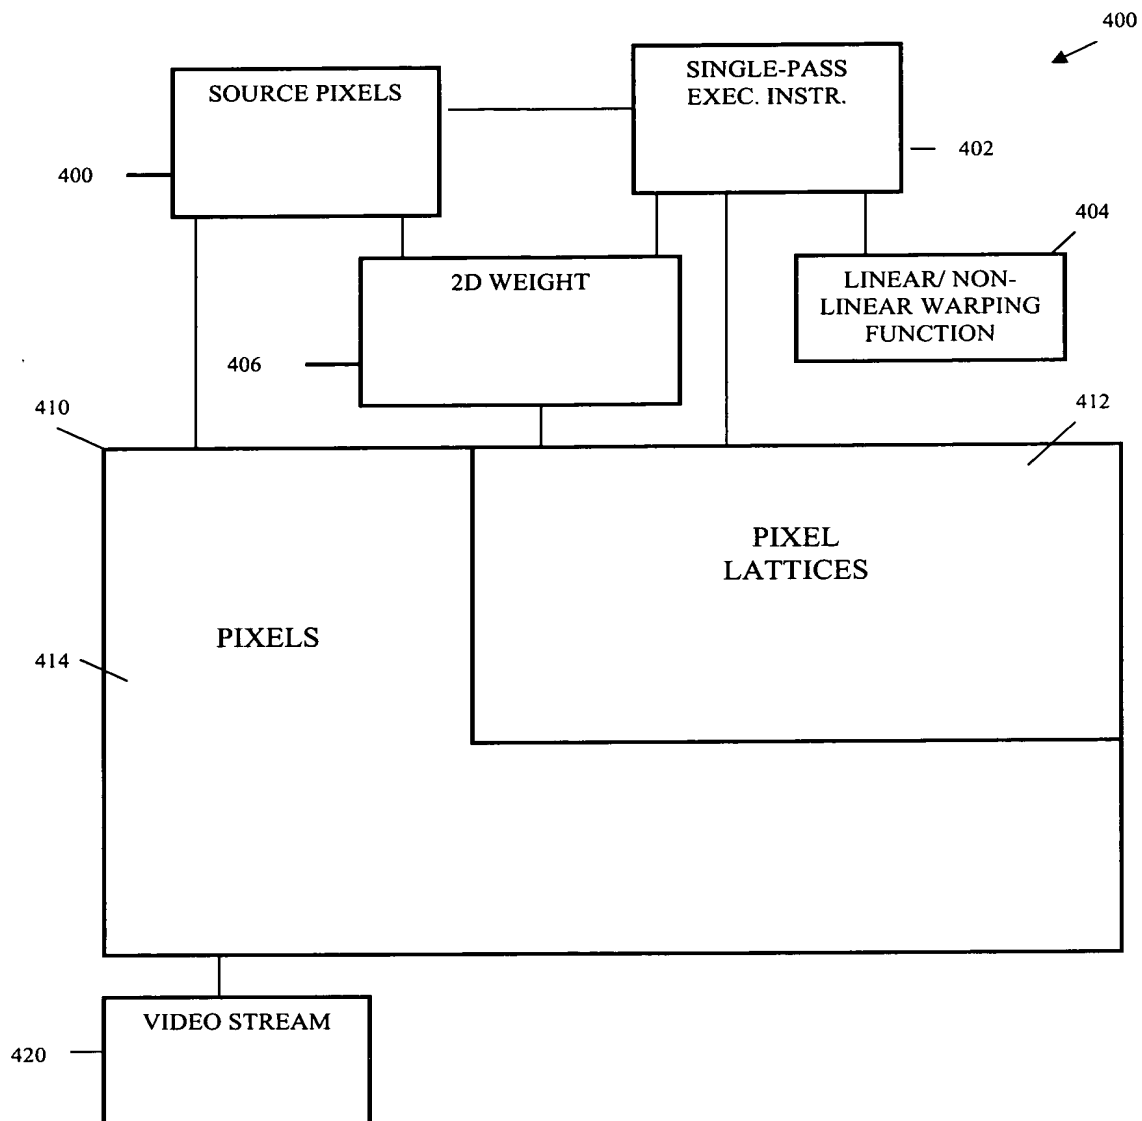 400
SINGLE-PASS
EXEC. INSTR.
SOURCE PIXELS
402
400
404
2D WEIGHT
LINEAR/ NON-
LINEAR WARPING
FUNCTION
406
410
412
PIXEL
LATTICES
PIXELS
414
VIDEO STREAM
420